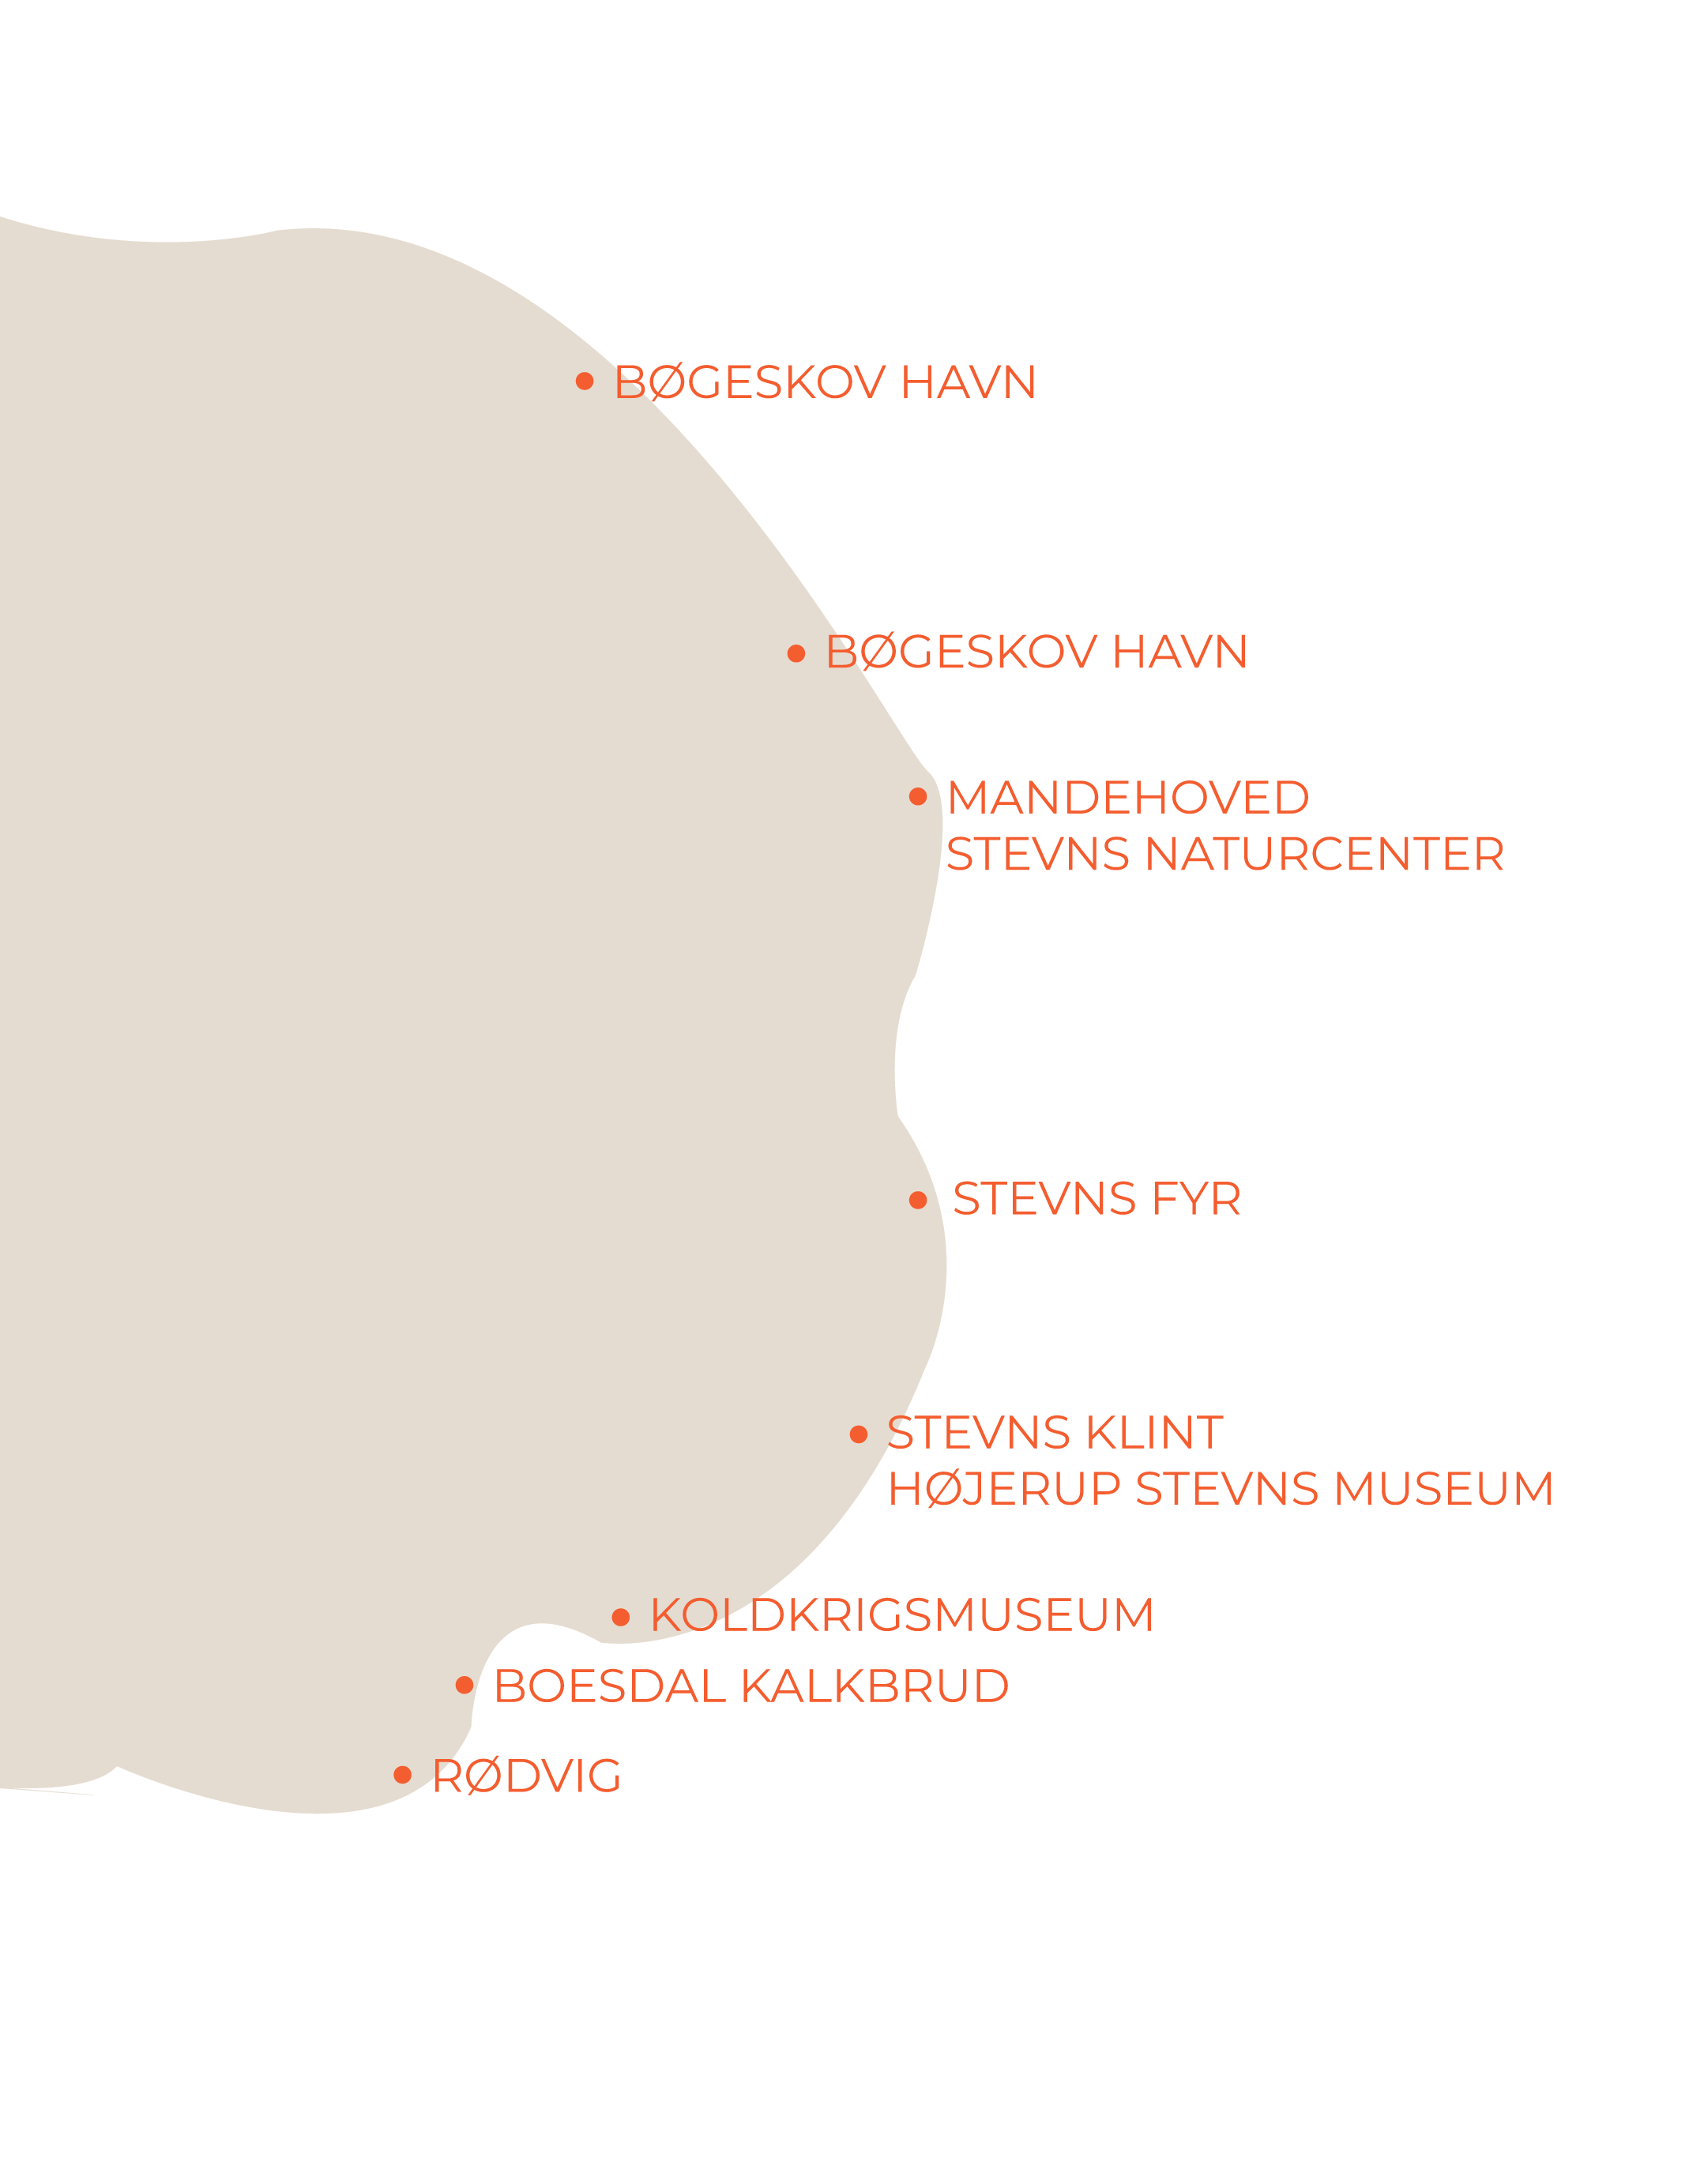 BØGESKOV HAVN
BØGESKOV HAVN
MANDEHOVED
STEVNS NATURCENTER
STEVNS FYR
STEVNS KLINT
HØJERUP STEVNS MUSEUM
KOLDKRIGSMUSEUM
BOESDAL KALKBRUD
RØDVIG